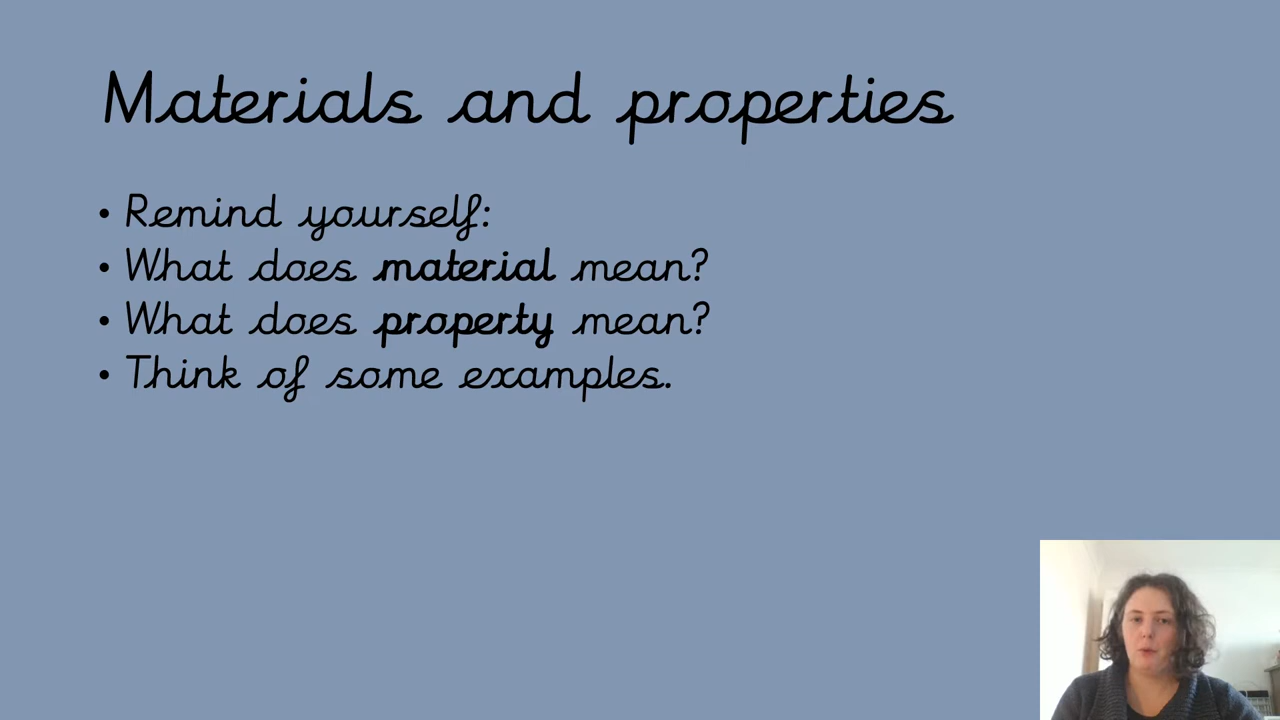 Materials and properties
• Remind yourself:
• What does material mean?
• What does property mean?
• Think of some examples.